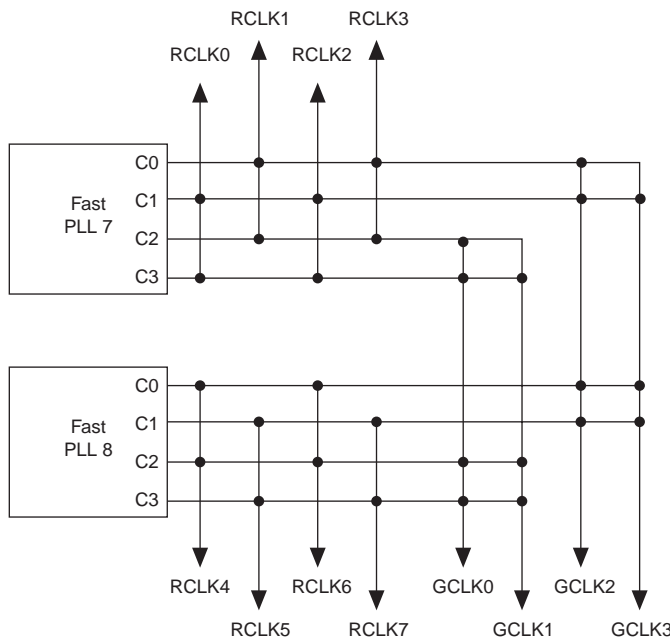 RCLK1 RCLK3
RCLK0 RCLK2
Fast
PLL 7
C0
C1
C2
C3
Fast
PLL 8
C0
C1
C2
C3
RCLK4 RCLK6 GCLK0 GCLK2
RCLK5 RCLK7 GCLK1 GCLK3